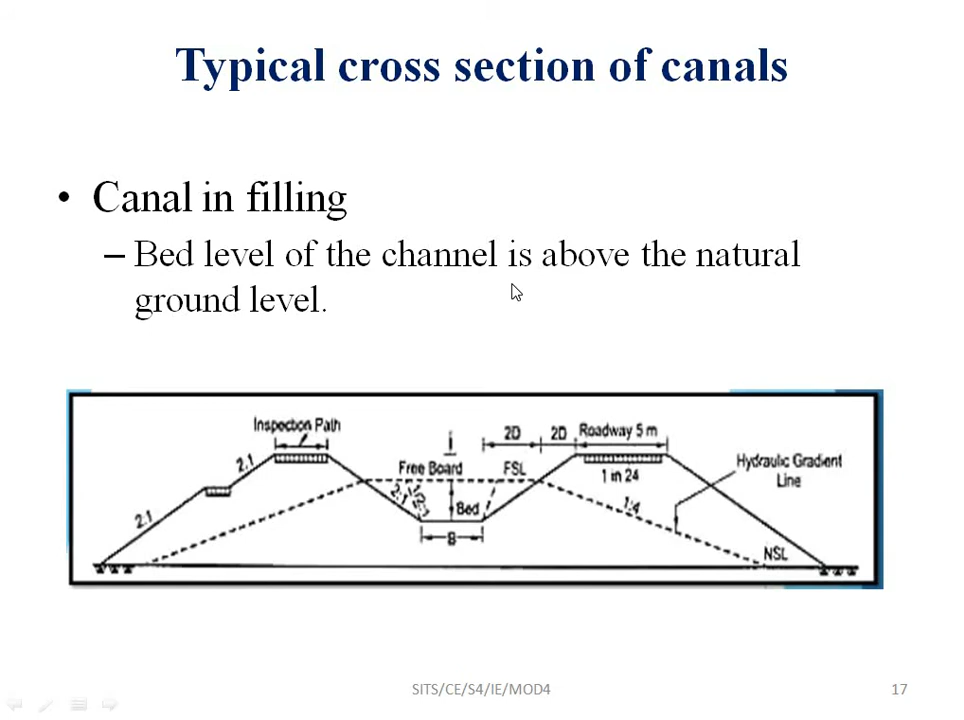 Typical cross section of canals
• Canal in filling
– Bed level of the channel is above the natural
ground level.
Inspection Path
2D
2D
Roadway 5 m
2:1
Free Board
FSL
1 in 24
Hydraulic Gradient
Line
2:1
2:1
Bed
1:4
B
NSL
SITS/CE/S4/IE/MOD4
17